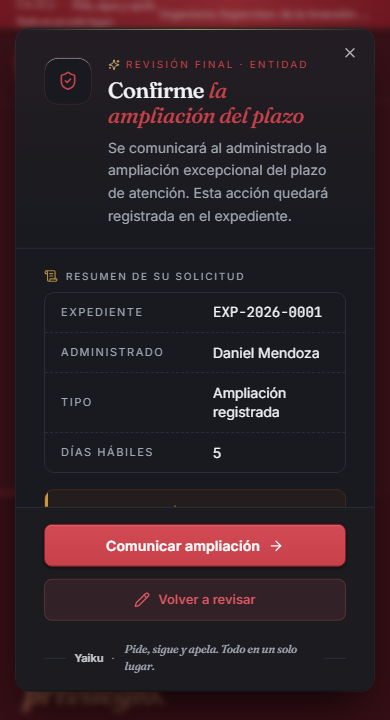 REVISIÓN FINAL · ENTIDAD
Confirme la
ampliación del plazo
Se comunicará al administrado la
ampliación excepcional del plazo
de atención. Esta acción quedará
registrada en el expediente.
RESUMEN DE SU SOLICITUD
EXPEDIENTE EXP-2026-0001
ADMINISTRADO Daniel Mendoza
TIPO Ampliación
registrada
DÍAS HÁBILES 5
Comunicar ampliación →
Volver a revisar
Yaiku · Pide, sigue y apela. Todo en un solo
lugar.